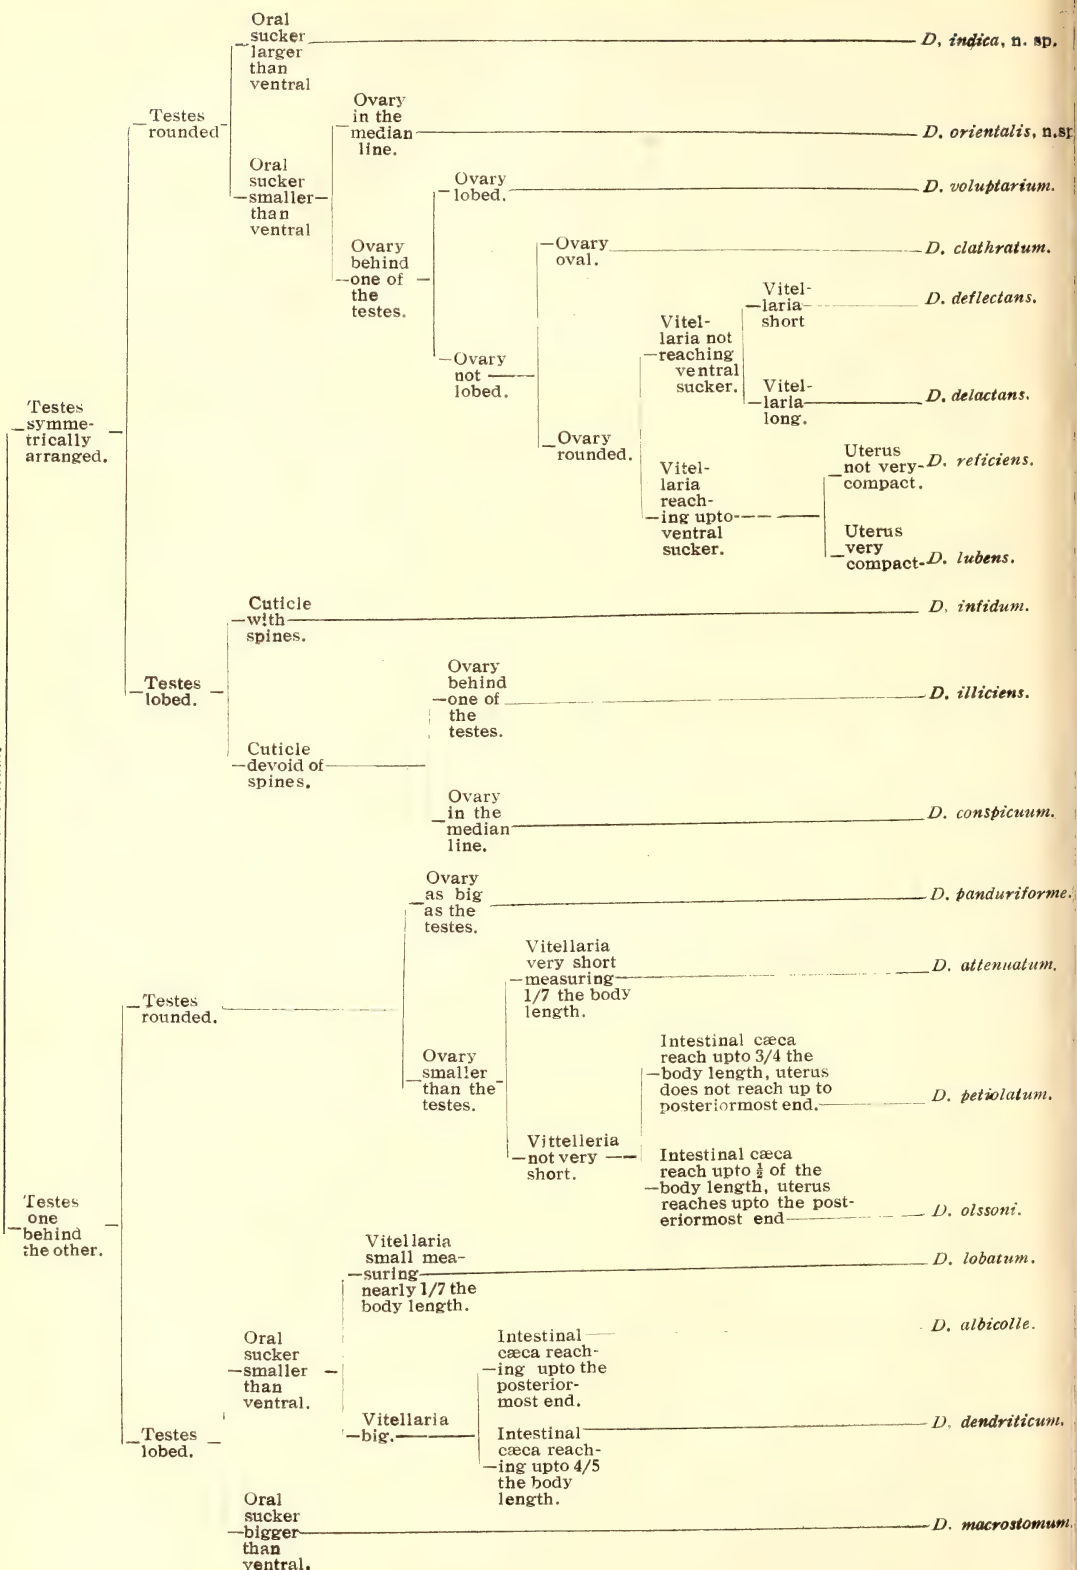 Oral
sucker
larger
than
ventral
D, indica, n. sp.
Testes
rounded
Ovary
in the
median
line.
D. orientalis, n.sp
Oral
sucker
smaller
than
ventral
Ovary
lobed.
D. voluptarium.
Ovary
behind
one of
the
testes.
Ovary
oval.
D. clathratum.
Vitel-
laria
short
D. deflectans.
Vitel-
laria not
reaching
ventral
sucker.
Ovary
not
lobed.
Vitel-
laria
long.
D. delactans.
Testes
symme-
trically
arranged.
Ovary
rounded.
Uterus
not very
compact.
D. reficiens.
Vitel-
laria
reach-
ing upto
ventral
sucker.
Uterus
very
compact
D. lubens.
Cuticle
with
spines.
D. infidum.
Testes
lobed.
Ovary
behind
one of
the
testes.
D. illiciens.
Cuticle
devoid of
spines.
Ovary
in the
median
line.
D. conspicuum.
Ovary
as big
as the
testes.
D. panduriforme.
Vitellaria
very short
measuring
1/7 the body
length.
D. attenuatum.
Testes
rounded.
Ovary
smaller
than the
testes.
Intestinal cæca
reach upto 3/4 the
body length, uterus
does not reach up to
posteriormost end.
D. petiolatum.
Vittelleria
not very
short.
Intestinal cæca
reach upto ½ of the
body length, uterus
reaches upto the post-
eriormost end
D. olssoni.
Testes
one
behind
the other.
Vitellaria
small mea-
suring
nearly 1/7 the
body length.
D. lobatum.
Oral
sucker
smaller
than
ventral.
Intestinal
cæca reach-
ing upto the
posterior-
most end.
D. albicolle.
Testes
lobed.
Vitellaria
big.
Intestinal
cæca reach-
ing upto 4/5
the body
length.
D. dendriticum.
Oral
sucker
bigger
than
ventral.
D. macrostomum.